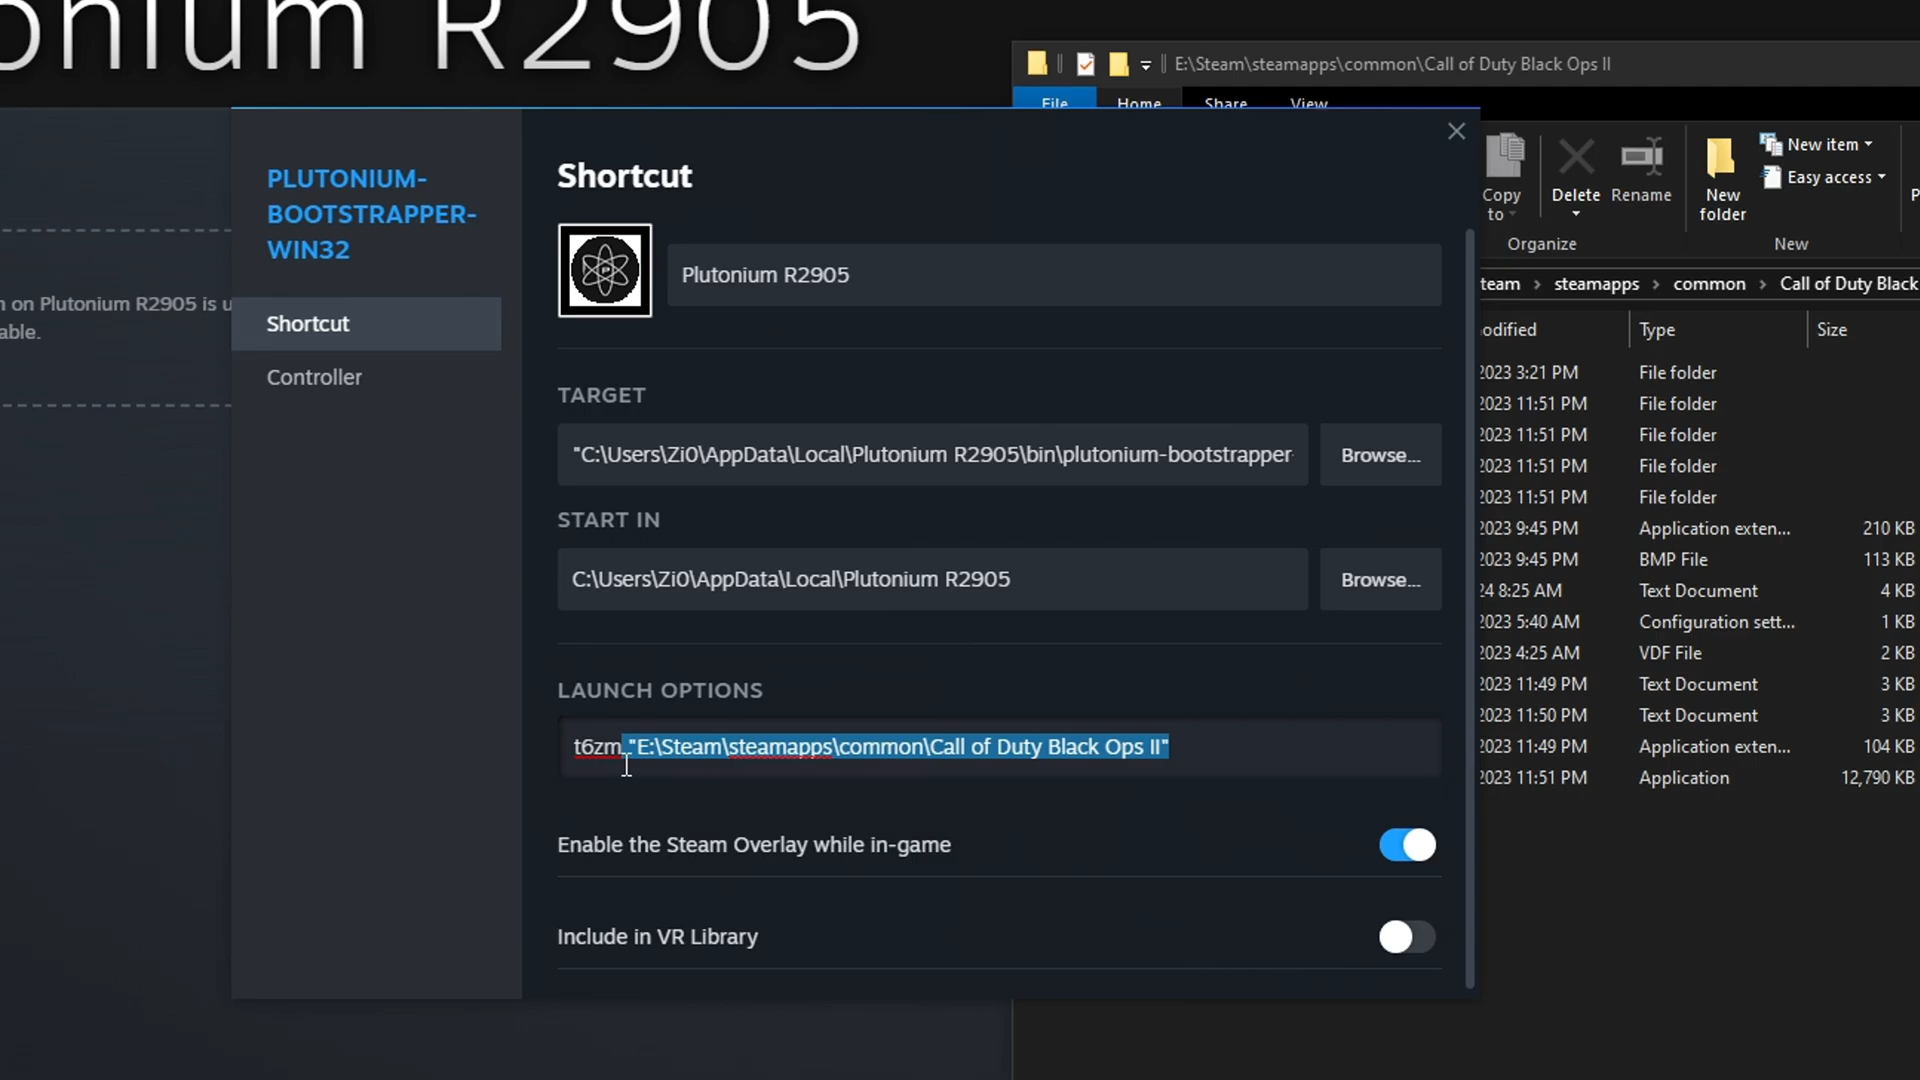 onium R2905
E:\Steam\steamapps\common\Call of Duty Black Ops II
File Home Share View
Copy to
Delete
Rename
New folder
New item
Easy access
Organize
New
steamapps > common > Call of Duty Black
Type
Size
2023 3:21 PM File folder
2023 11:51 PM File folder
2023 11:51 PM File folder
2023 11:51 PM File folder
2023 11:51 PM File folder
2023 9:45 PM Application exten... 210 KB
2023 9:45 PM BMP File 113 KB
24 8:25 AM Text Document 4 KB
2023 5:40 AM Configuration sett... 1 KB
2023 4:25 AM VDF File 2 KB
2023 11:49 PM Text Document 3 KB
2023 11:50 PM Text Document 3 KB
2023 11:49 PM Application exten... 104 KB
2023 11:51 PM Application 12,790 KB
n on Plutonium R2905 is u
able.
PLUTONIUM-
BOOTSTRAPPER-
WIN32
Shortcut
Controller
Shortcut
Plutonium R2905
TARGET
"C:\Users\Zi0\AppData\Local\Plutonium R2905\bin\plutonium-bootstrapper-
Browse...
START IN
C:\Users\Zi0\AppData\Local\Plutonium R2905
Browse...
LAUNCH OPTIONS
t6zm "E:\Steam\steamapps\common\Call of Duty Black Ops II"
Enable the Steam Overlay while in-game
Include in VR Library